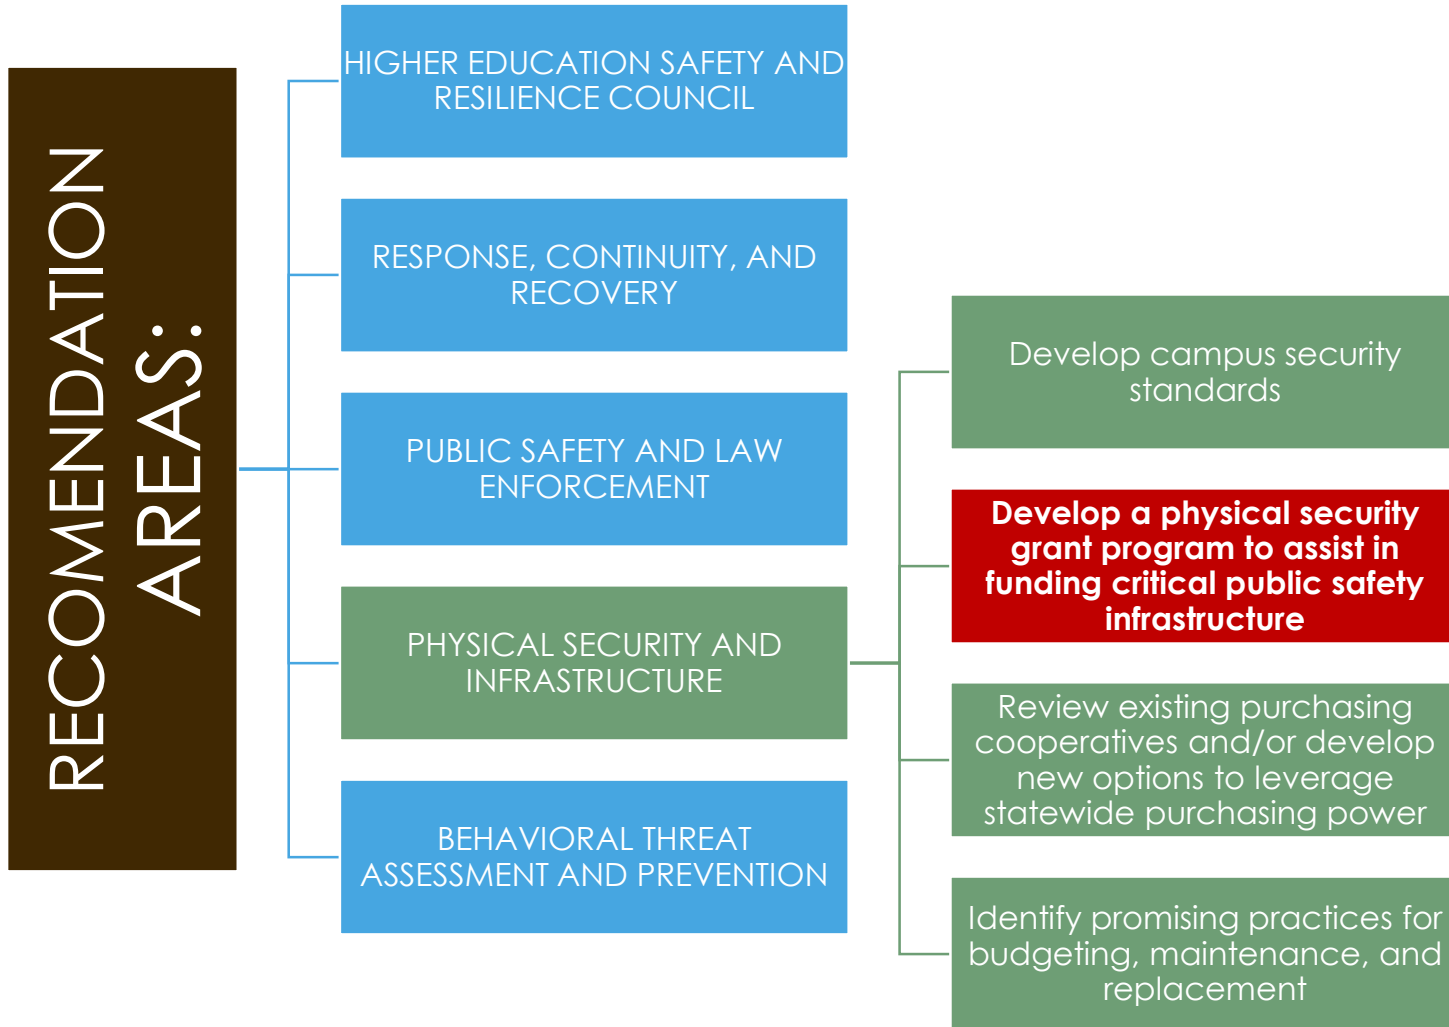 RECOMENDATION
AREAS:
HIGHER EDUCATION SAFETY AND
RESILIENCE COUNCIL
RESPONSE, CONTINUITY, AND
RECOVERY
PUBLIC SAFETY AND LAW
ENFORCEMENT
PHYSICAL SECURITY AND
INFRASTRUCTURE
BEHAVIORAL THREAT
ASSESSMENT AND PREVENTION
Develop campus security
standards
Develop a physical security
grant program to assist in
funding critical public safety
infrastructure
Review existing purchasing
cooperatives and/or develop
new options to leverage
statewide purchasing power
Identify promising practices for
budgeting, maintenance, and
replacement